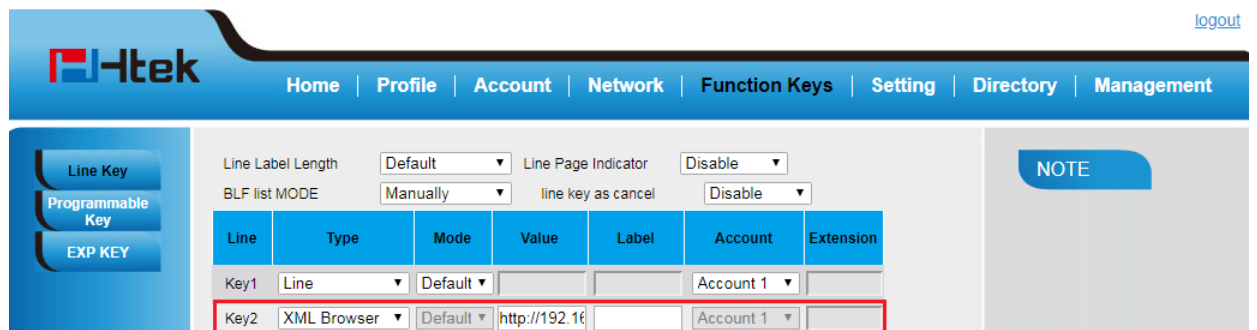 logout
Htek
Home | Profile | Account | Network | Function Keys | Setting | Directory | Management
Line Key
Programmable Key
EXP KEY
Line Label Length Default Line Page Indicator Disable
BLF list MODE Manually line key as cancel Disable
NOTE
Line Type Mode Value Label Account Extension
Key1 Line Default Account 1
Key2 XML Browser Default http://192.16 Account 1